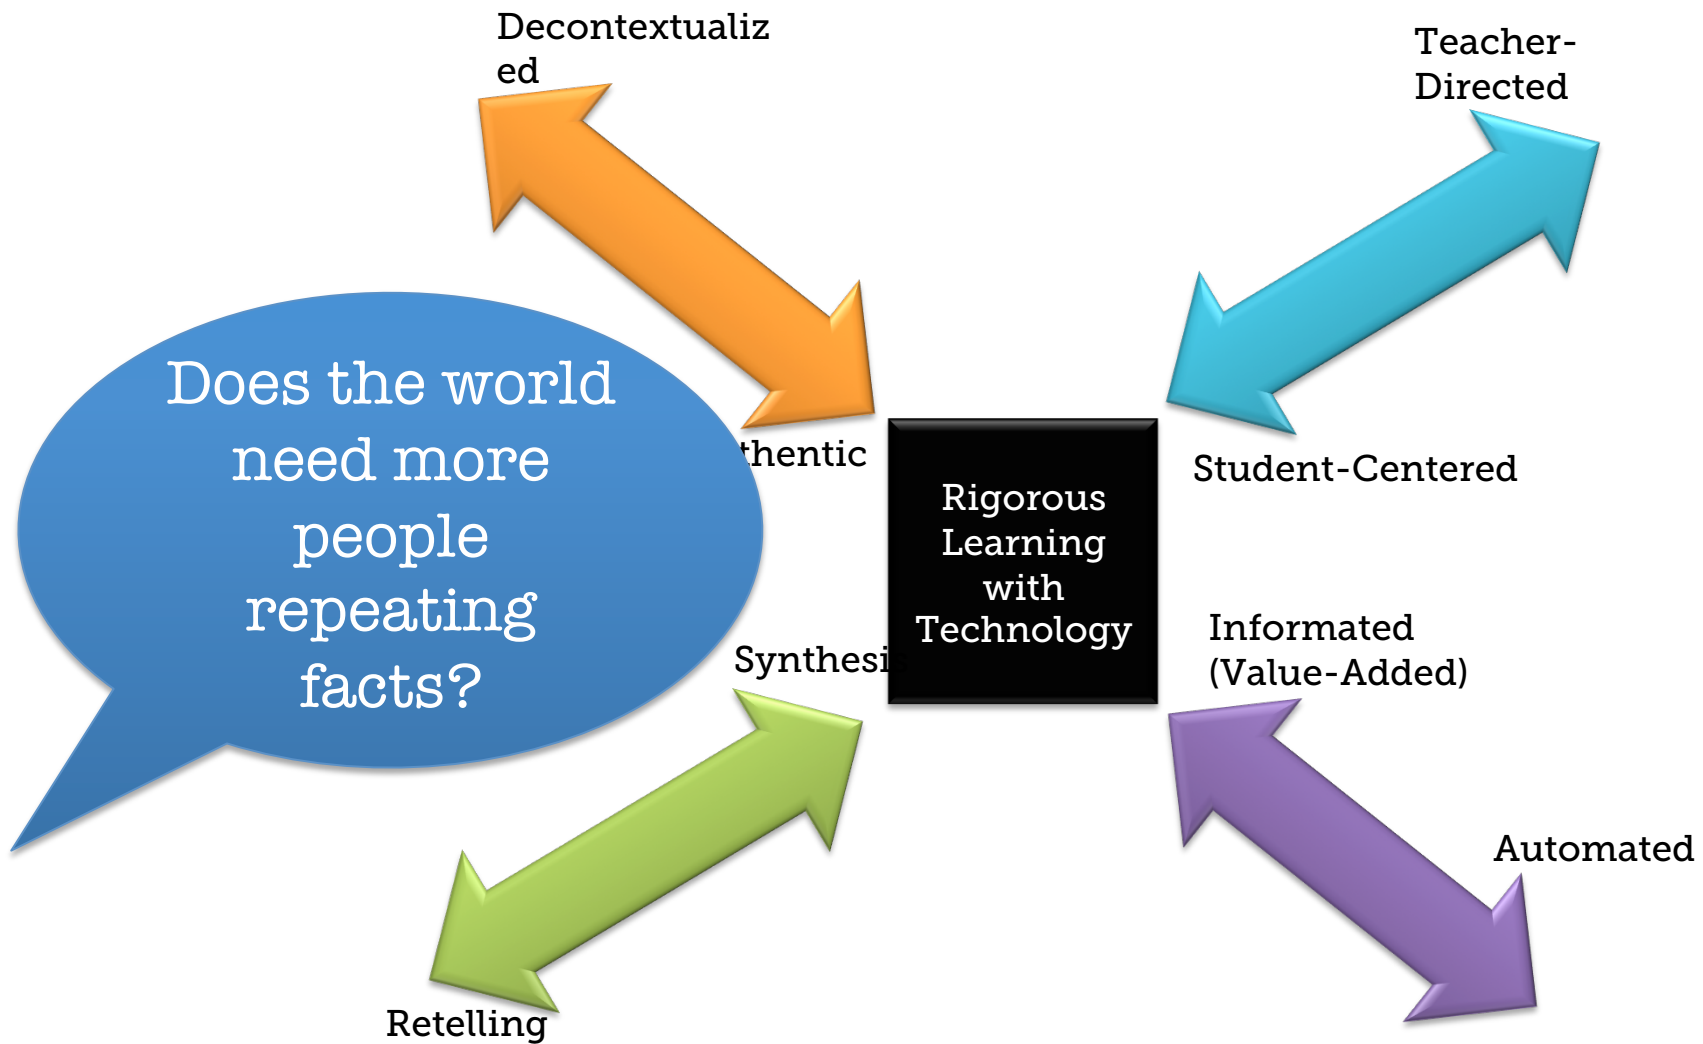 Decontextualiz
ed
Teacher-
Directed
Does the world
need more
people
repeating
facts?
thentic
Student-Centered
Rigorous
Learning
with
Technology
Synthesis
Informated
(Value-Added)
Automated
Retelling